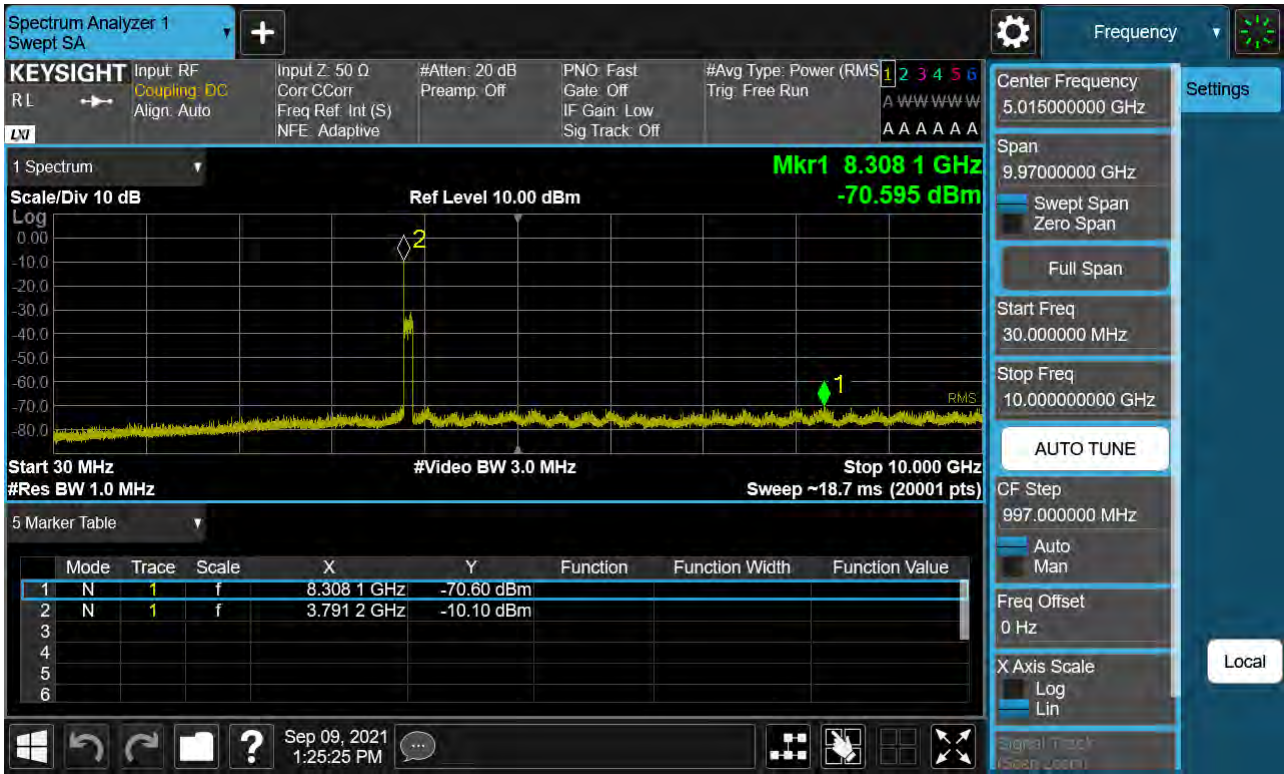 Spectrum Analyzer 1
Swept SA
+
Frequency
KEYSIGHT
RL
LXI
Input: RF
Coupling: DC
Align: Auto
Input Z: 50 Ω
Corr CCorr
Freq Ref: Int (S)
NFE: Adaptive
#Atten: 20 dB
Preamp: Off
PNO: Fast
Gate: Off
IF Gain: Low
Sig Track: Off
#Avg Type: Power (RMS
Trig: Free Run
1 2 3 4 5 6
A W W W W W
A A A A A A
Center Frequency
5.015000000 GHz
Settings
Span
9.97000000 GHz
Swept Span
Zero Span
Full Span
Start Freq
30.000000 MHz
Stop Freq
10.000000000 GHz
AUTO TUNE
CF Step
997.000000 MHz
Auto
Man
Freq Offset
0 Hz
X Axis Scale
Log
Lin
Signal Track
(Span Zoom)
Local
1 Spectrum
Mkr1 8.308 1 GHz
-70.595 dBm
Scale/Div 10 dB
Ref Level 10.00 dBm
Log
0.00
-10.0
-20.0
-30.0
-40.0
-50.0
-60.0
-70.0
-80.0
2
1
RMS
Start 30 MHz
#Video BW 3.0 MHz
Stop 10.000 GHz
#Res BW 1.0 MHz
Sweep ~18.7 ms (20001 pts)
5 Marker Table
Mode Trace Scale X Y Function Function Width Function Value
1 N 1 f 8.308 1 GHz -70.60 dBm
2 N 1 f 3.791 2 GHz -10.10 dBm
3
4
5
6
?
Sep 09, 2021
1:25:25 PM